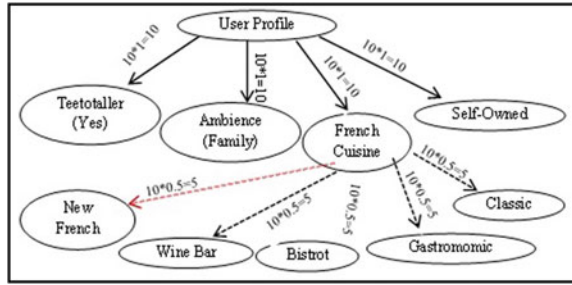 User Profile
10*1=10
10*1=10
10*1=10
10*1=10
Teetotaller
(Yes)
Ambience
(Family)
French
Cuisine
Self-Owned
10*0.5=5
10*0.5=5
10*0.5=5
10*0.5=5
10*0.5=5
New
French
Wine Bar
Bistrot
Gastromomic
Classic